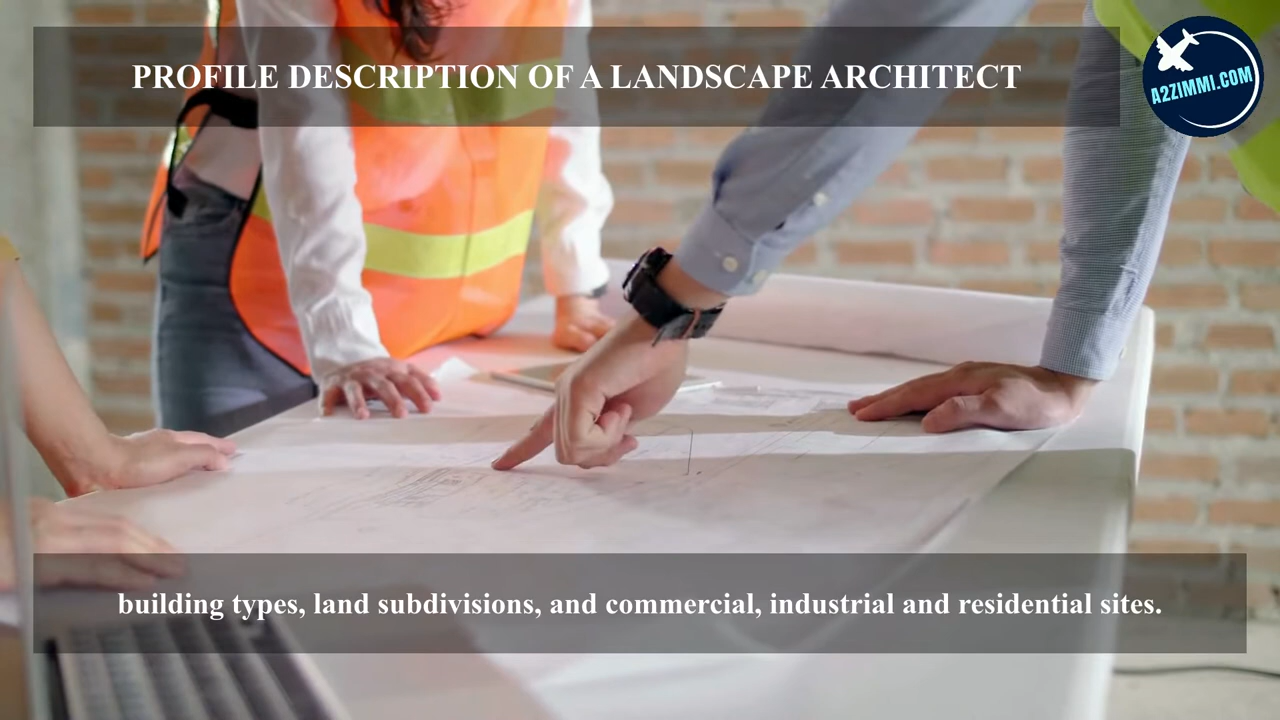 PROFILE DESCRIPTION OF A LANDSCAPE ARCHITECT
A2ZIMMI.COM
building types, land subdivisions, and commercial, industrial and residential sites.